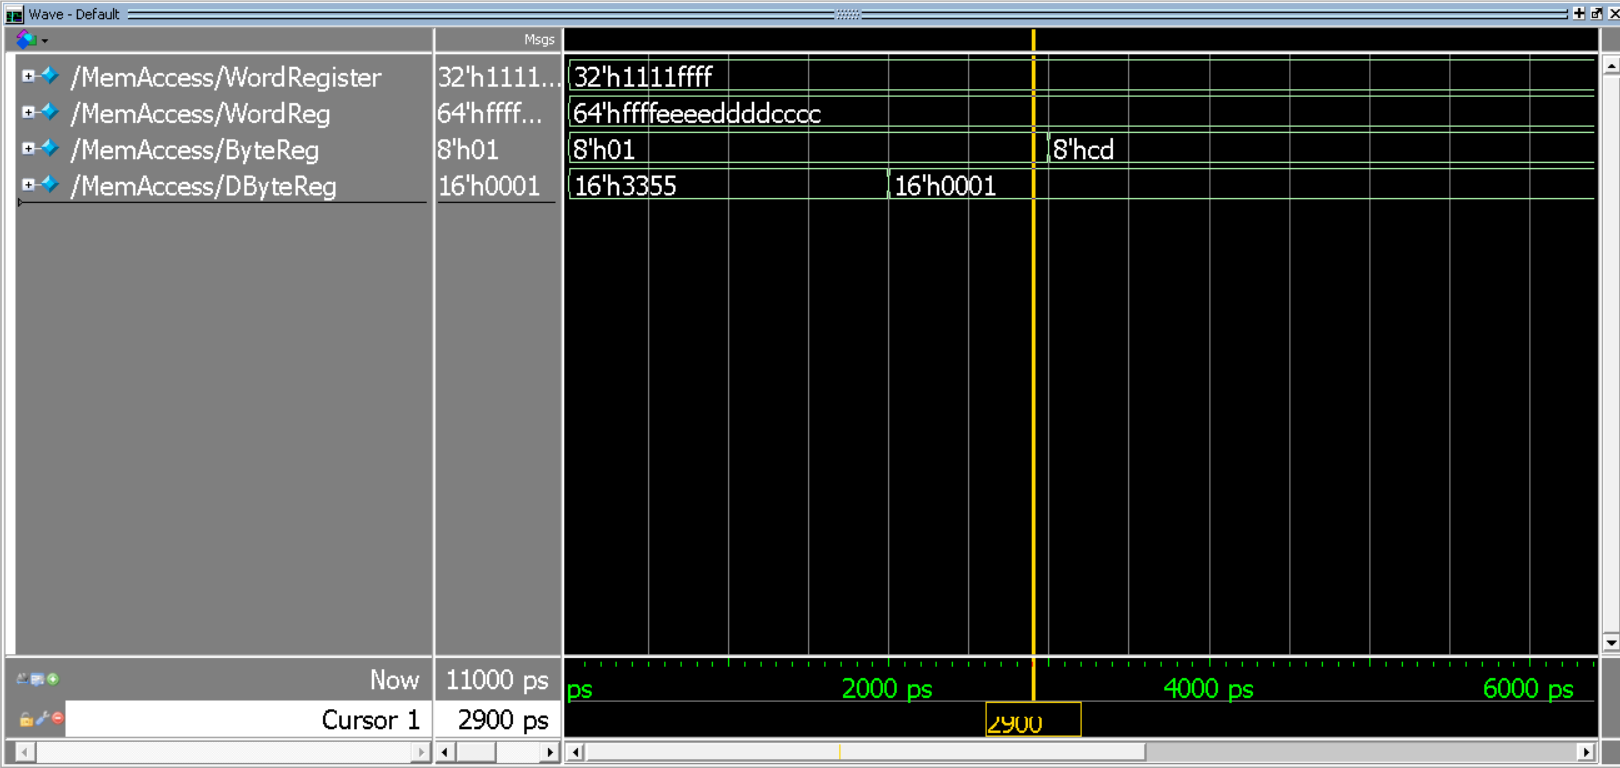 Wave - Default
Msgs
/MemAccess/WordRegister 32'h1111... 32'h1111ffff
/MemAccess/WordReg 64'hffff... 64'hffffeeeeddddcccc
/MemAccess/ByteReg 8'h01 8'h01 8'hcd
/MemAccess/DByteReg 16'h0001 16'h3355 16'h0001
Now 11000 ps ps 2000 ps 4000 ps 6000 ps
Cursor 1 2900 ps 2900